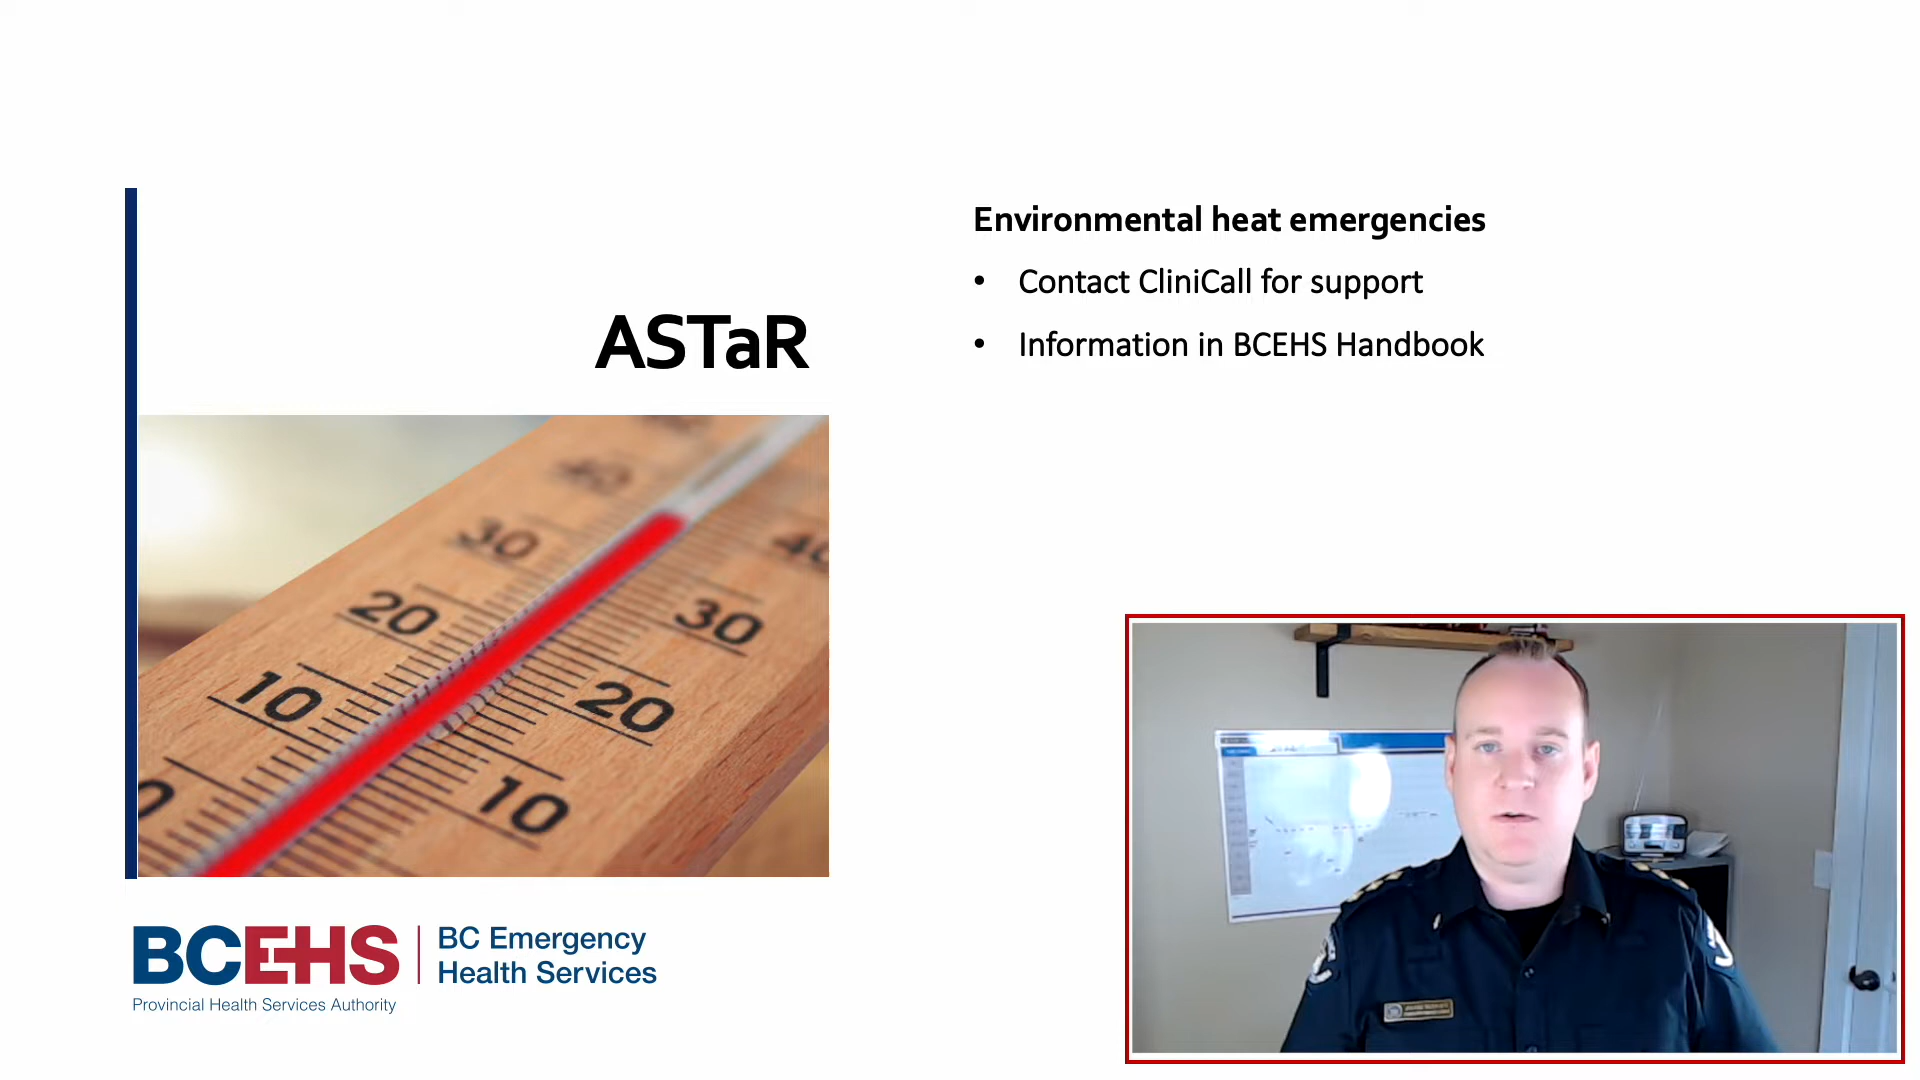 ASTaR
Environmental heat emergencies
• Contact CliniCall for support
• Information in BCEHS Handbook
40
30
20
10
0
40
30
20
10
BCEHS
BC Emergency
Health Services
Provincial Health Services Authority